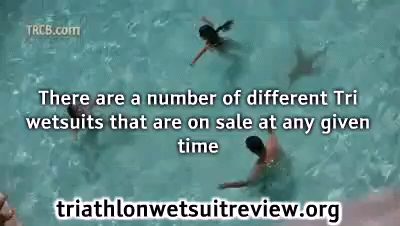 TRCB.com
There are a number of different Tri
wetsuits that are on sale at any given
time
triathlonwetsuitreview.org